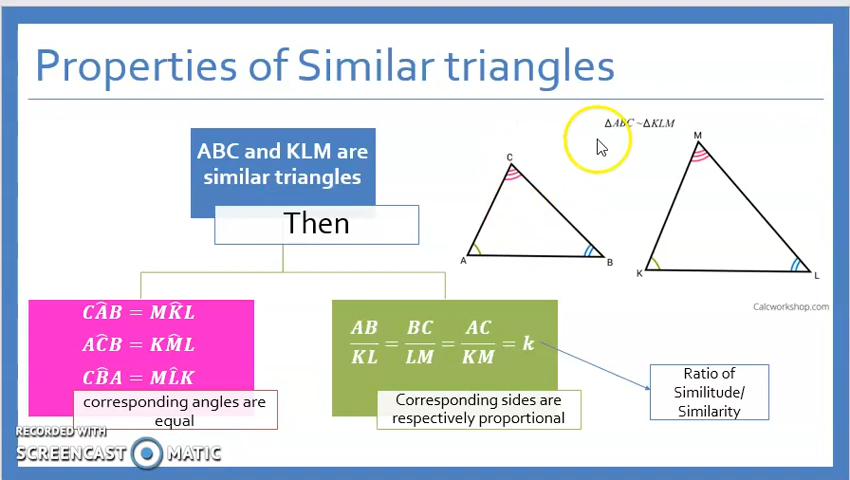 Properties of Similar triangles
ΔABC ~ΔKLM
ABC and KLM are
similar triangles
Then
C
A
B
M
K
L
Calcworkshop.com
CÂB = MK̂L
AĈB = KM̂L
CB̂A = ML̂K
corresponding angles are
equal
AB/KL = BC/LM = AC/KM = k
Corresponding sides are
respectively proportional
Ratio of
Similitude/
Similarity
RECORDED WITH
SCREENCAST MATIC